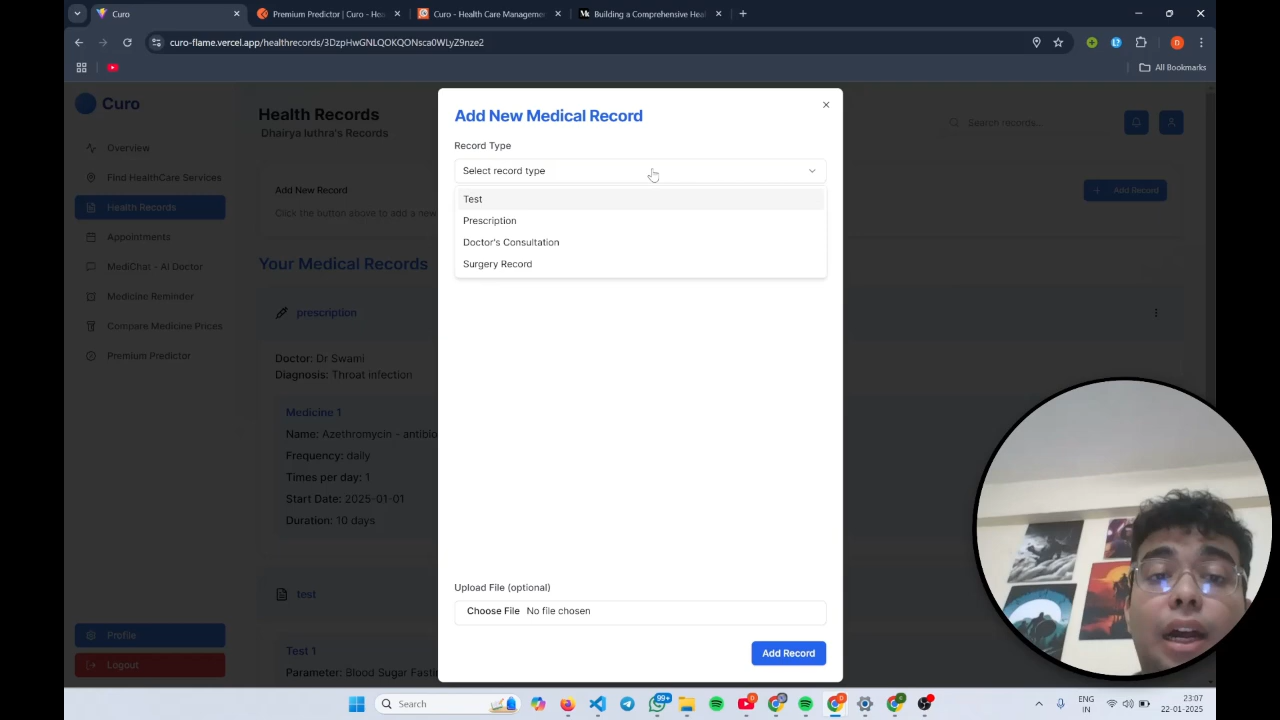 Curo
Premium Predictor | Curo - Hea
Curo - Health Care Managemen
Building a Comprehensive Heal
curo-flame.vercel.app/healthrecords/3DzpHwGNLQOKQONsca0WLyZ9nze2
All Bookmarks
Curo
Overview
Find HealthCare Services
Health Records
Appointments
MediChat - AI Doctor
Medicine Reminder
Compare Medicine Prices
Premium Predictor
Profile
Logout
Health Records
Dhairya luthra's Records
Search records...
Add New Record
Click the button above to add a new
Add Record
Your Medical Records
prescription
Doctor: Dr Swami
Diagnosis: Throat infection
Medicine 1
Name: Azethromycin - antibio
Frequency: daily
Times per day: 1
Start Date: 2025-01-01
Duration: 10 days
test
Test 1
Parameter: Blood Sugar Fasti
Add New Medical Record
Record Type
Select record type
Test
Prescription
Doctor's Consultation
Surgery Record
Upload File (optional)
Choose File No file chosen
Add Record
Search
99+
ENG
IN
23:07
22-01-2025